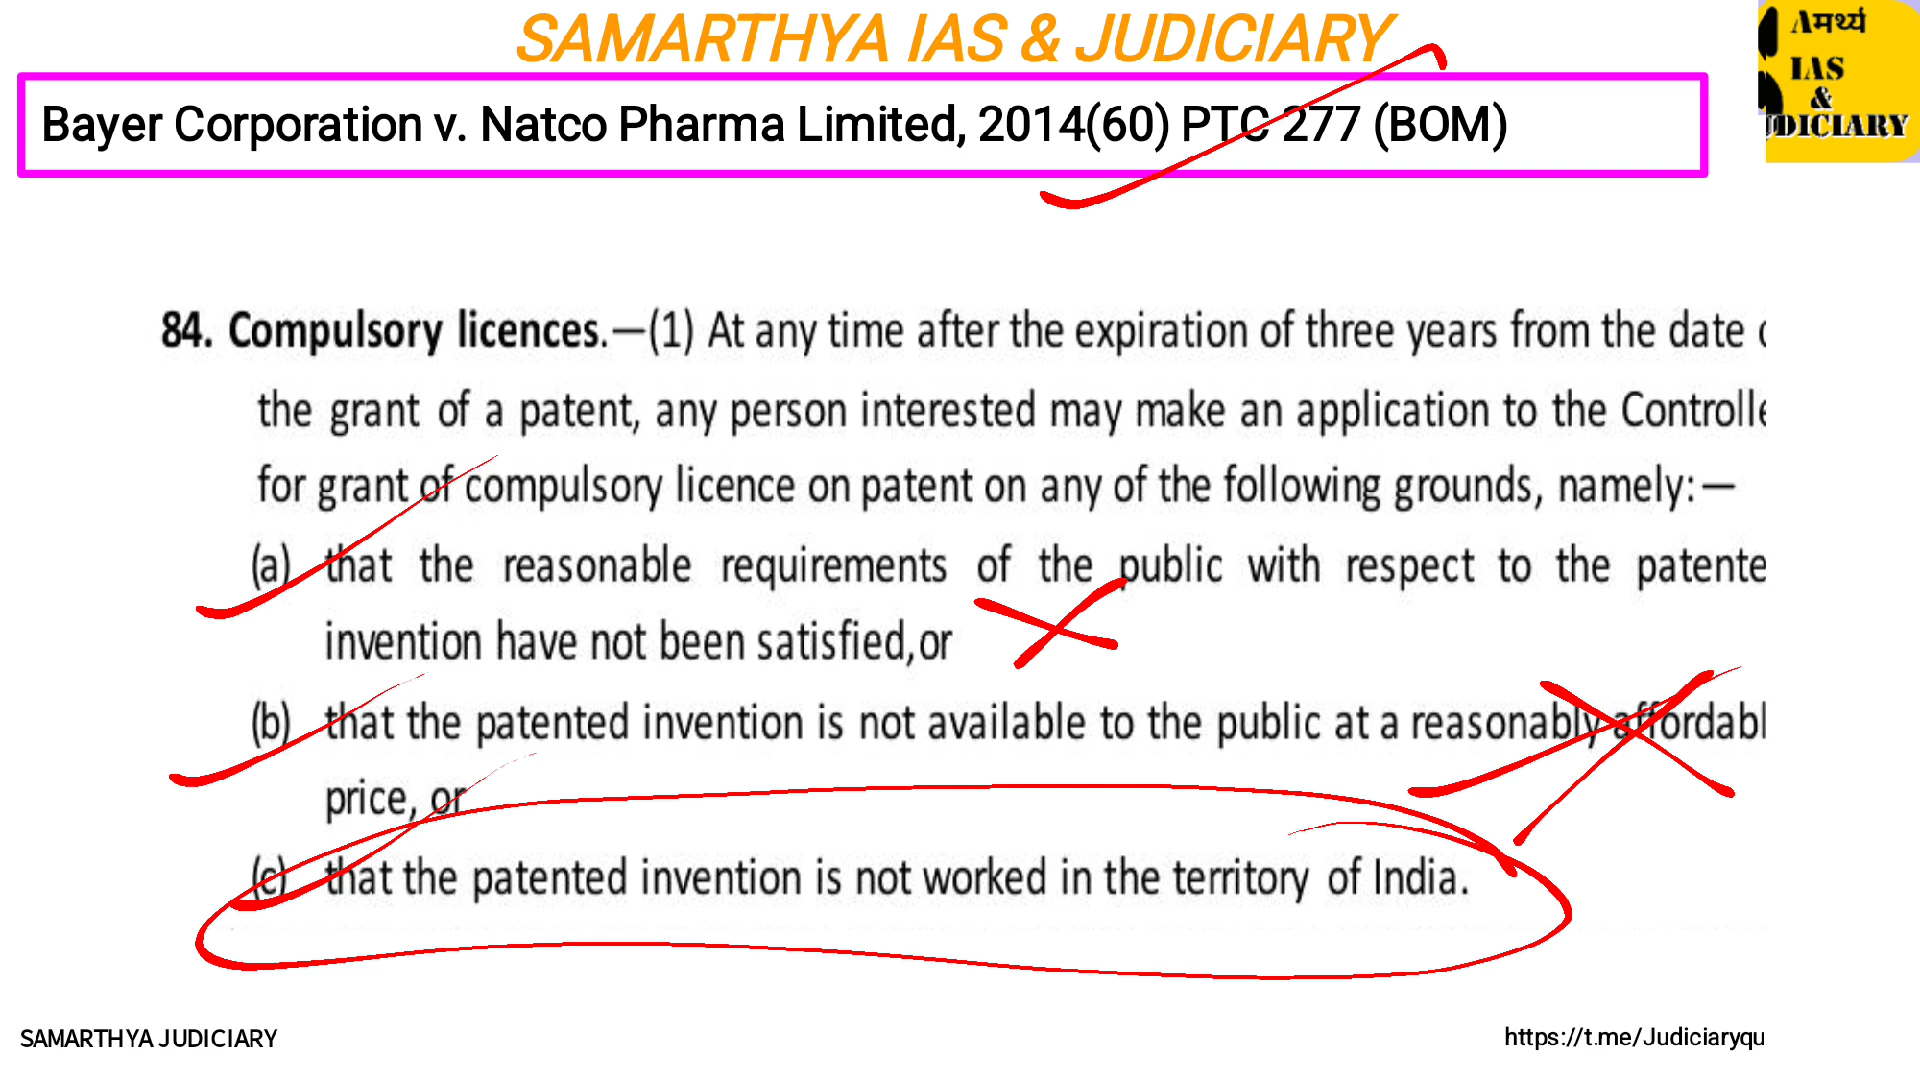 SAMARTHYA IAS & JUDICIARY
Aमर्थ्य
IAS
&
JUDICIARY
Bayer Corporation v. Natco Pharma Limited, 2014(60) PTC 277 (BOM)
84. Compulsory licences.—(1) At any time after the expiration of three years from the date
the grant of a patent, any person interested may make an application to the Controlle
for grant of compulsory licence on patent on any of the following grounds, namely:—
(a) that the reasonable requirements of the public with respect to the patente
invention have not been satisfied,or
(b) that the patented invention is not available to the public at a reasonably affordabl
price, or
(c) that the patented invention is not worked in the territory of India.
SAMARTHYA JUDICIARY
https://t.me/Judiciaryqu